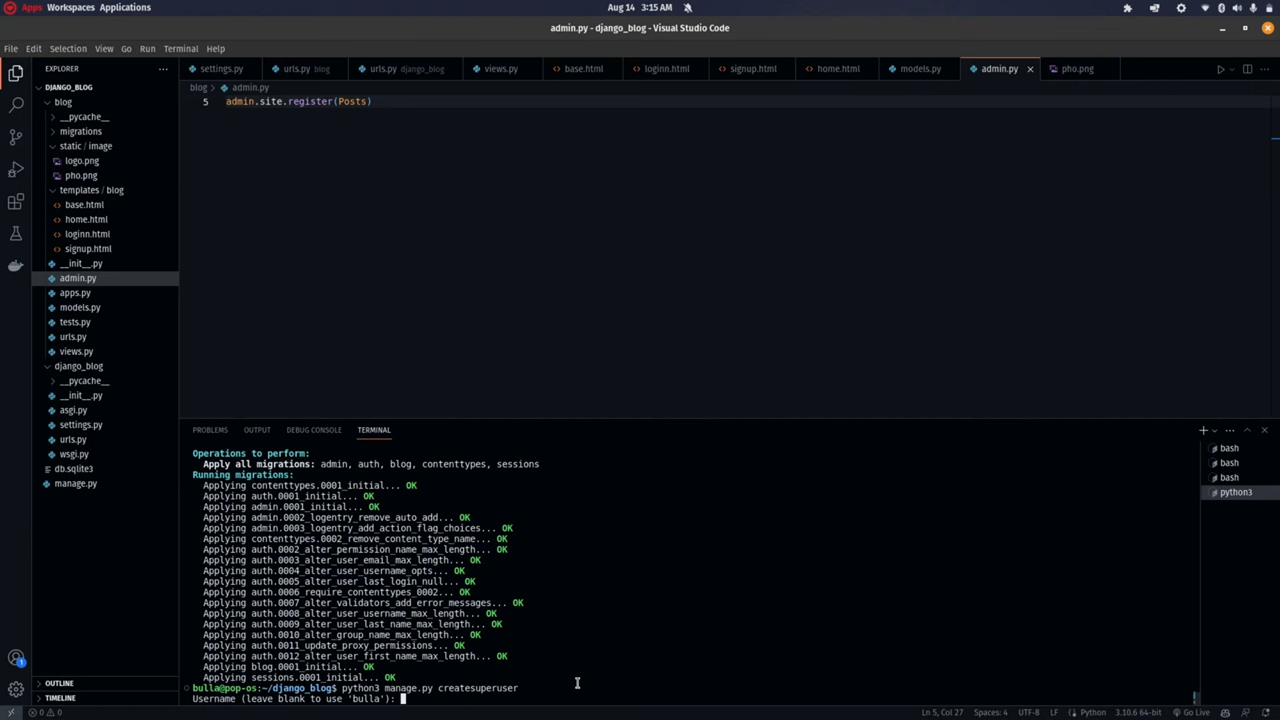 Apps Workspaces Applications
Aug 14 3:15 AM
admin.py - django_blog - Visual Studio Code
File Edit Selection View Go Run Terminal Help
EXPLORER
settings.py
urls.py blog
urls.py django_blog
views.py
base.html
loginn.html
signup.html
home.html
models.py
admin.py
pho.png
blog > admin.py
5 admin.site.register(Posts)
DJANGO_BLOG
blog
__pycache__
migrations
static / image
logo.png
pho.png
templates / blog
base.html
home.html
loginn.html
signup.html
__init__.py
admin.py
apps.py
models.py
tests.py
urls.py
views.py
django_blog
__pycache__
__init__.py
asgi.py
settings.py
urls.py
wsgi.py
db.sqlite3
manage.py
OUTLINE
TIMELINE
PROBLEMS OUTPUT DEBUG CONSOLE TERMINAL
Operations to perform:
Apply all migrations: admin, auth, blog, contenttypes, sessions
Running migrations:
Applying contenttypes.0001_initial... OK
Applying auth.0001_initial... OK
Applying admin.0001_initial... OK
Applying admin.0002_logentry_remove_auto_add... OK
Applying admin.0003_logentry_add_action_flag_choices... OK
Applying contenttypes.0002_remove_content_type_name... OK
Applying auth.0002_alter_permission_name_max_length... OK
Applying auth.0003_alter_user_email_max_length... OK
Applying auth.0004_alter_user_username_opts... OK
Applying auth.0005_alter_user_last_login_null... OK
Applying auth.0006_require_contenttypes_0002... OK
Applying auth.0007_alter_validators_add_error_messages... OK
Applying auth.0008_alter_user_username_max_length... OK
Applying auth.0009_alter_user_last_name_max_length... OK
Applying auth.0010_alter_group_name_max_length... OK
Applying auth.0011_update_proxy_permissions... OK
Applying auth.0012_alter_user_first_name_max_length... OK
Applying blog.0001_initial... OK
Applying sessions.0001_initial... OK
bulla@pop-os:~/django_blog$ python3 manage.py createsuperuser
Username (leave blank to use 'bulla'):
bash
bash
bash
python3
1
0 0
Ln 5, Col 27 Spaces: 4 UTF-8 LF Python 3.10.6 64-bit Go Live